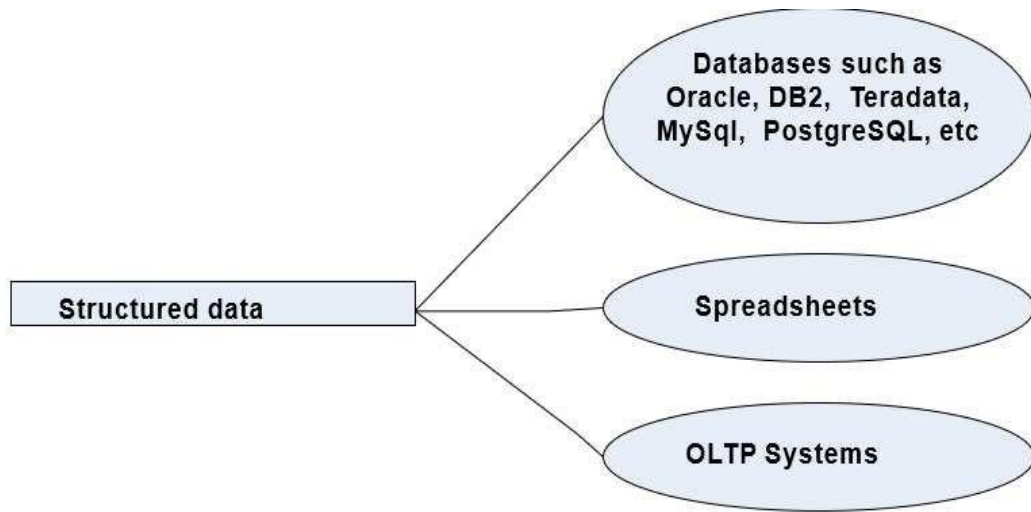 Databases such as
Oracle, DB2, Teradata,
MySql, PostgreSQL, etc
Structured data
Spreadsheets
OLTP Systems